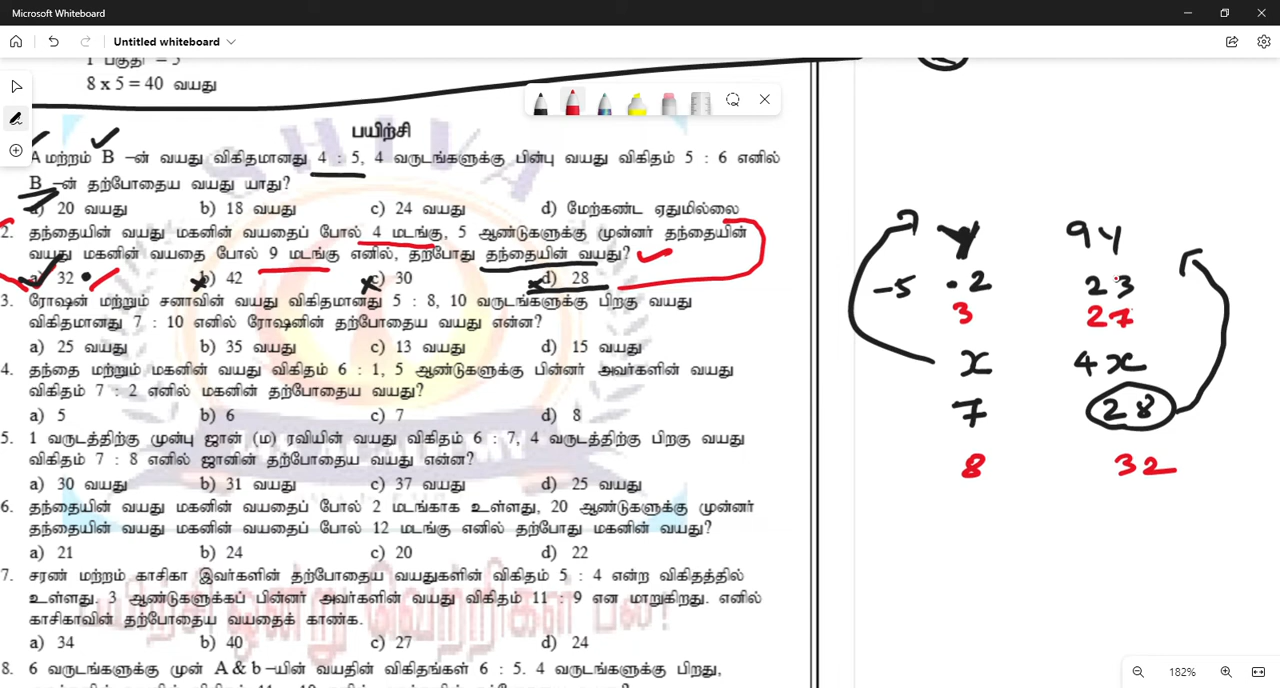 Microsoft Whiteboard
Untitled whiteboard
1 பகுதி = 5
8 x 5 = 40 வயது
பயிற்சி
A மற்றம் B -ன் வயது விகிதமானது 4 : 5, 4 வருடங்களுக்கு பின்பு வயது விகிதம் 5 : 6 எனில்
B -ன் தற்போதைய வயது யாது?
a) 20 வயது b) 18 வயது c) 24 வயது d) மேற்கண்ட ஏதுமில்லை
2. தந்தையின் வயது மகனின் வயதைப் போல் 4 மடங்கு, 5 ஆண்டுகளுக்கு முன்னர் தந்தையின்
வயது மகனின் வயதை போல் 9 மடங்கு எனில், தற்போது தந்தையின் வயது?
a) 32 b) 42 c) 30 d) 28
3. ரோஷன் மற்றும் சனாவின் வயது விகிதமானது 5 : 8, 10 வருடங்களுக்கு பிறகு வயது
விகிதமானது 7 : 10 எனில் ரோஷனின் தற்போதைய வயது என்ன?
a) 25 வயது b) 35 வயது c) 13 வயது d) 15 வயது
4. தந்தை மற்றும் மகனின் வயது விகிதம் 6 : 1, 5 ஆண்டுகளுக்கு பின்னர் அவர்களின் வயது
விகிதம் 7 : 2 எனில் மகனின் தற்போதைய வயது?
a) 5 b) 6 c) 7 d) 8
5. 1 வருடத்திற்கு முன்பு ஜான் (ம) ரவியின் வயது விகிதம் 6 : 7, 4 வருடத்திற்கு பிறகு வயது
விகிதம் 7 : 8 எனில் ஜானின் தற்போதைய வயது என்ன?
a) 30 வயது b) 31 வயது c) 37 வயது d) 25 வயது
6. தந்தையின் வயது மகனின் வயதைப் போல் 2 மடங்காக உள்ளது, 20 ஆண்டுகளுக்கு முன்னர்
தந்தையின் வயது மகனின் வயதைப் போல் 12 மடங்கு எனில் தற்போது மகனின் வயது?
a) 21 b) 24 c) 20 d) 22
7. சரண் மற்றம் காசிகா இவர்களின் தற்போதைய வயதுகளின் விகிதம் 5 : 4 என்ற விகிதத்தில்
உள்ளது. 3 ஆண்டுகளுக்கப் பின்னர் அவர்களின் வயது விகிதம் 11 : 9 என மாறுகிறது. எனில்
காசிகாவின் தற்போதைய வயதைக் காண்க.
a) 34 b) 40 c) 27 d) 24
8. 6 வருடங்களுக்கு முன் A & b -யின் வயதின் விகிதங்கள் 6 : 5. 4 வருடங்களுக்கு பிறது,
y 9y
-5 2 23
3 27
x 4x
7 28
8 32
182%